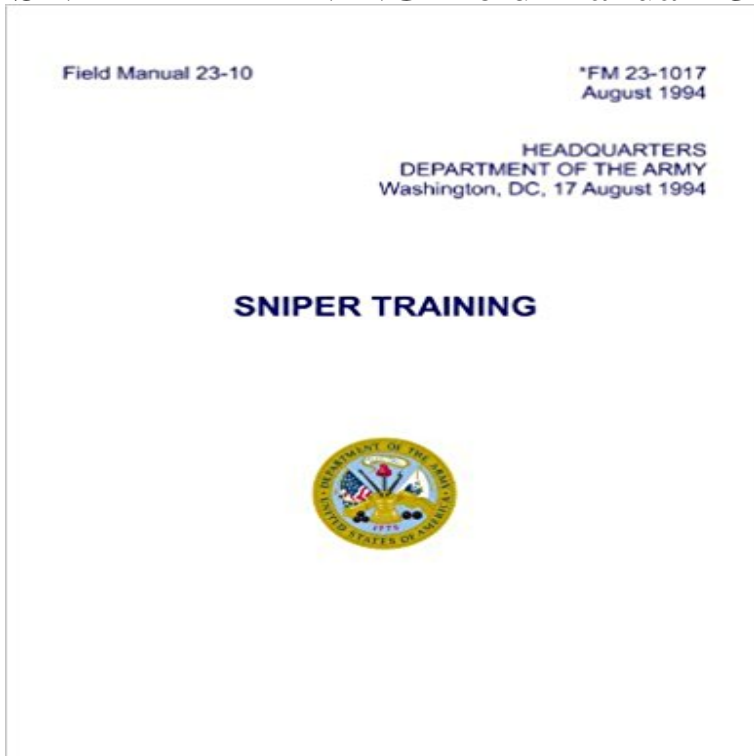 Field Manual 23-10
*FM 23-1017
August 1994
HEADQUARTERS
DEPARTMENT OF THE ARMY
Washington, DC, 17 August 1994
SNIPER TRAINING
DEPARTMENT OF THE ARMY
1775
UNITED STATES OF AMERICA